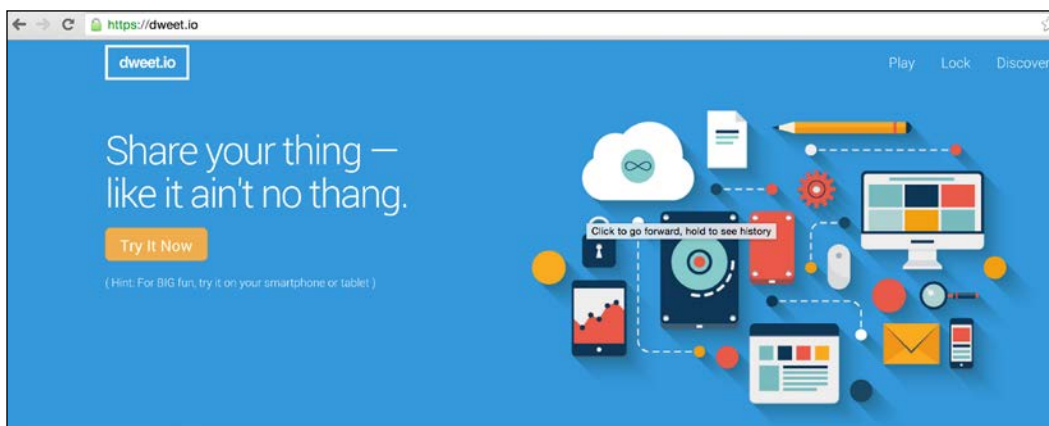 https://dweet.io
dweet.io
Play Lock Discover
Share your thing —
like it ain't no thang.
Try It Now
( Hint: For BIG fun, try it on your smartphone or tablet )
Click to go forward, hold to see history